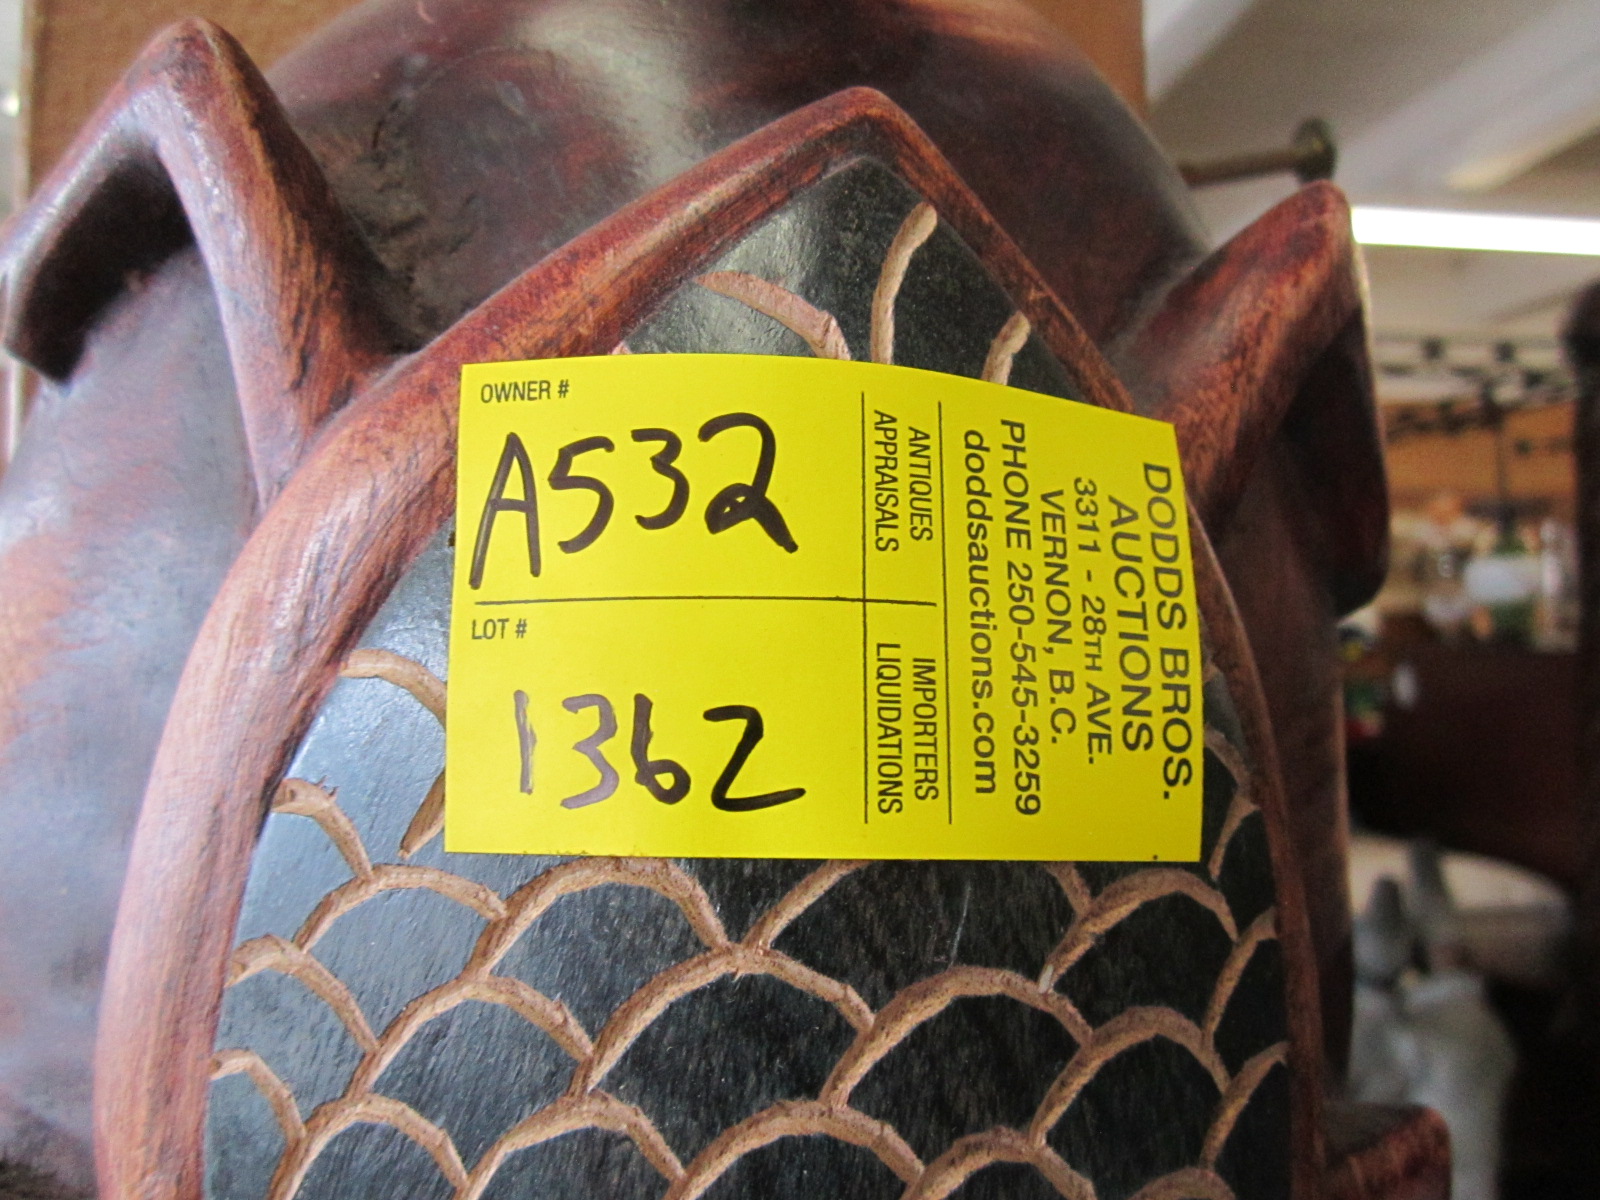 OWNER #
A532
LOT #
1362
ANTIQUES
APPRAISALS
IMPORTERS
LIQUIDATIONS
DODDS BROS.
AUCTIONS
3311 - 28TH AVE.
VERNON, B.C.
PHONE 250-545-3259
doddsauctions.com